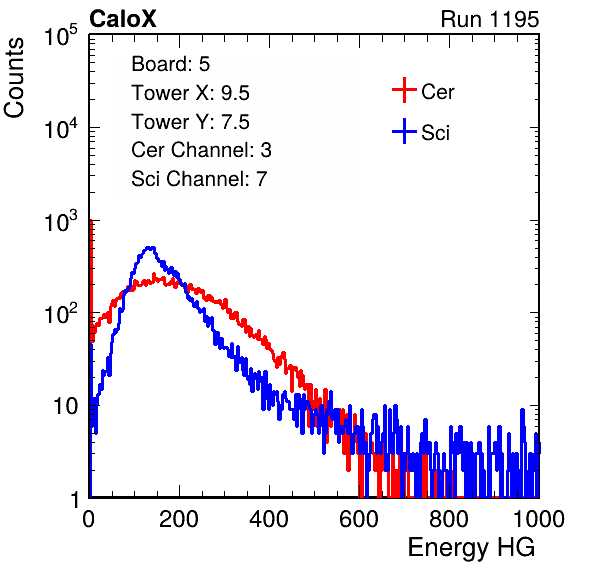 CaloX Run 1195
Counts
Board: 5
Tower X: 9.5
Tower Y: 7.5
Cer Channel: 3
Sci Channel: 7
Cer
Sci
10^5
10^4
10^3
10^2
10
1
0 200 400 600 800 1000
Energy HG